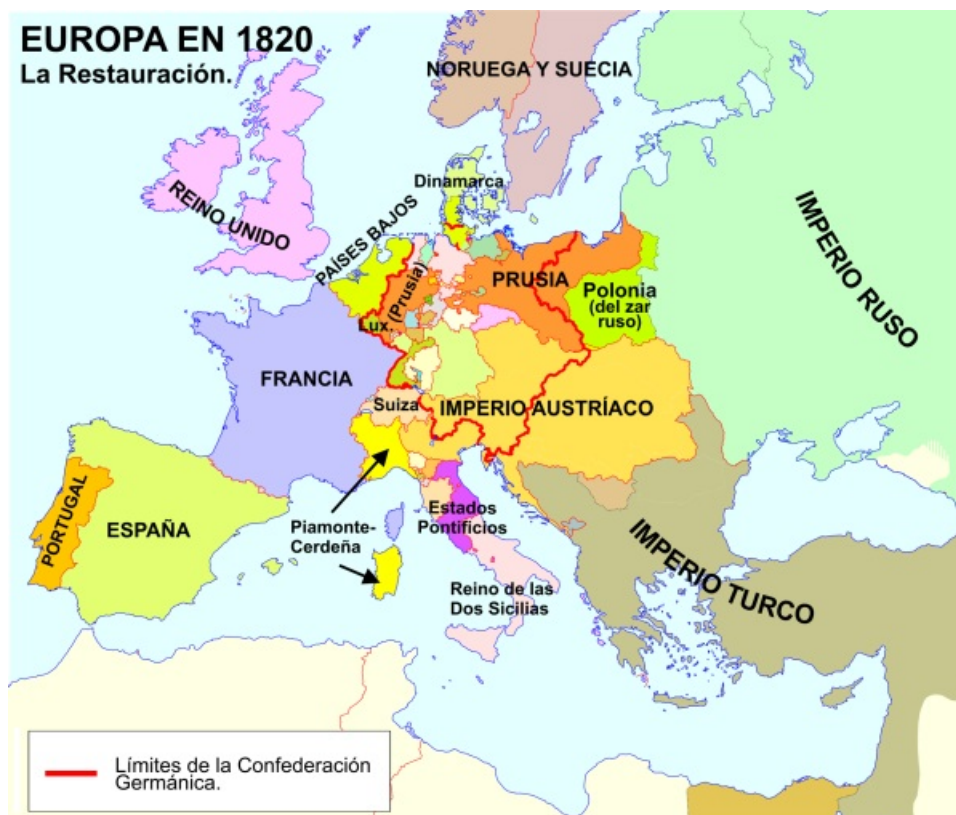 EUROPA EN 1820
La Restauración.
NORUEGA Y SUECIA
REINO UNIDO
Dinamarca
PAÍSES BAJOS
IMPERIO RUSO
PRUSIA
(Prusia)
Lux.
Polonia
(del zar
ruso)
FRANCIA
Suiza
IMPERIO AUSTRÍACO
PORTUGAL
ESPAÑA
Piamonte-
Cerdeña
Estados
Pontificios
IMPERIO TURCO
Reino de las
Dos Sicilias
Límites de la Confederación
Germánica.